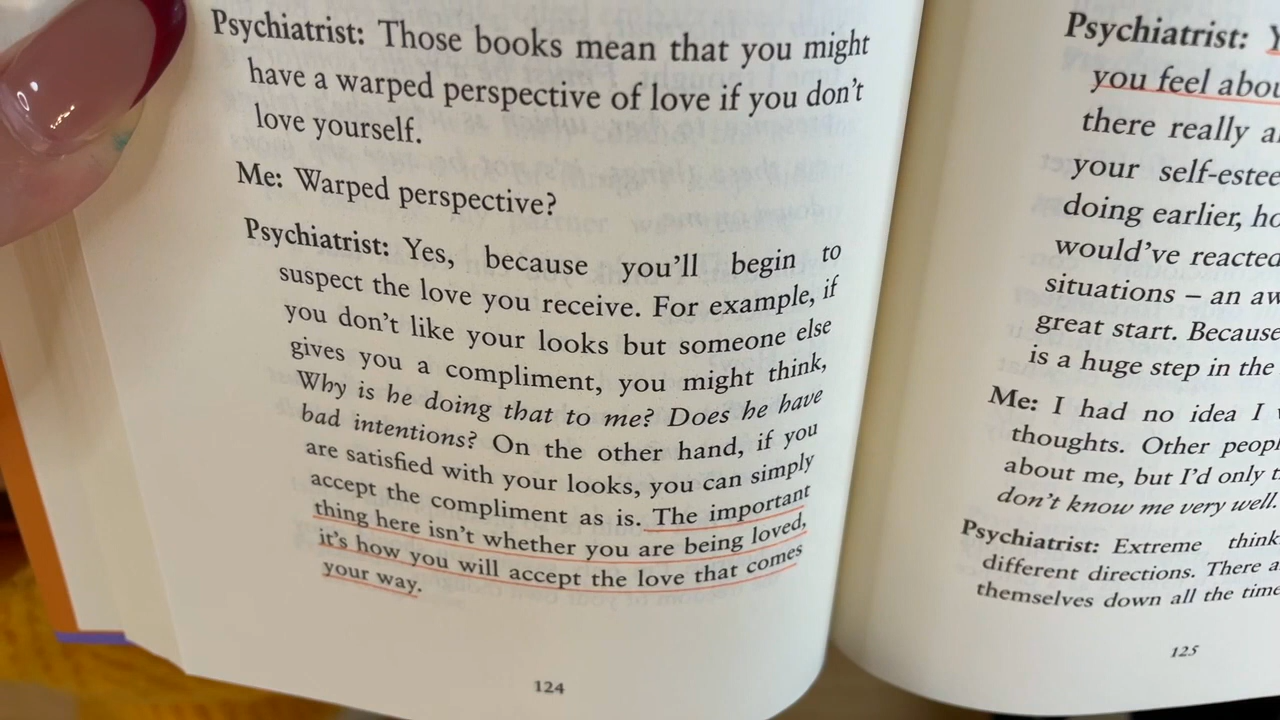 Psychiatrist: Those books mean that you might
have a warped perspective of love if you don't
love yourself.
Me: Warped perspective?
Psychiatrist: Yes, because you'll begin to
suspect the love you receive. For example, if
you don't like your looks but someone else
gives you a compliment, you might think,
Why is he doing that to me? Does he have
bad intentions? On the other hand, if you
are satisfied with your looks, you can simply
accept the compliment as is. The important
thing here isn't whether you are being loved,
it's how you will accept the love that comes
your way.
124
Psychiatrist:
you feel
there really
your
doing earlier,
would've reacted
situations – an
great start. Because
is a huge step in the
Me: I had no idea I
thoughts. Other
about me, but I'd only
don't know me very well.
Psychiatrist: Extreme
different directions. There
themselves down all the time
125